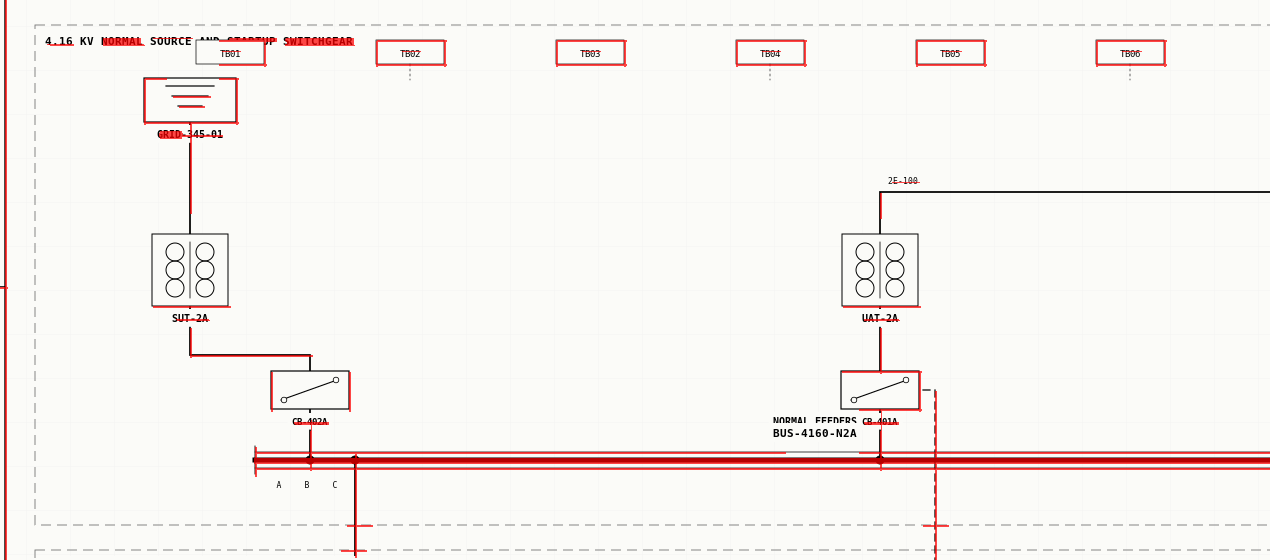 4.16 KV NORMAL SOURCE AND STARTUP SWITCHGEAR
TB01
TB02
TB03
TB04
TB05
TB06
GRID-345-01
2E-100
SUT-2A
UAT-2A
CB-402A
NORMAL FEEDERS
CB-401A
BUS-4160-N2A
A B C